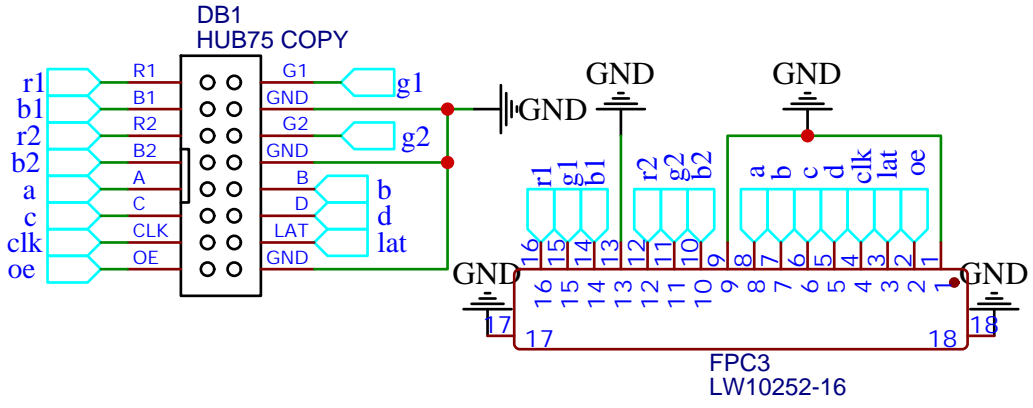 DB1
HUB75 COPY
r1 R1 G1 g1
b1 B1 GND GND
r2 R2 G2 g2
b2 B2 GND
a A B b
c C D d
clk CLK LAT lat
oe OE GND
GND GND
r1 g1 b1 r2 g2 b2 a b c d clk lat oe
16 15 14 13 12 11 10 9 8 7 6 5 4 3 2 1
GND GND
16 15 14 13 12 11 10 9 8 7 6 5 4 3 2 1
17 17 18 18
FPC3
LW10252-16